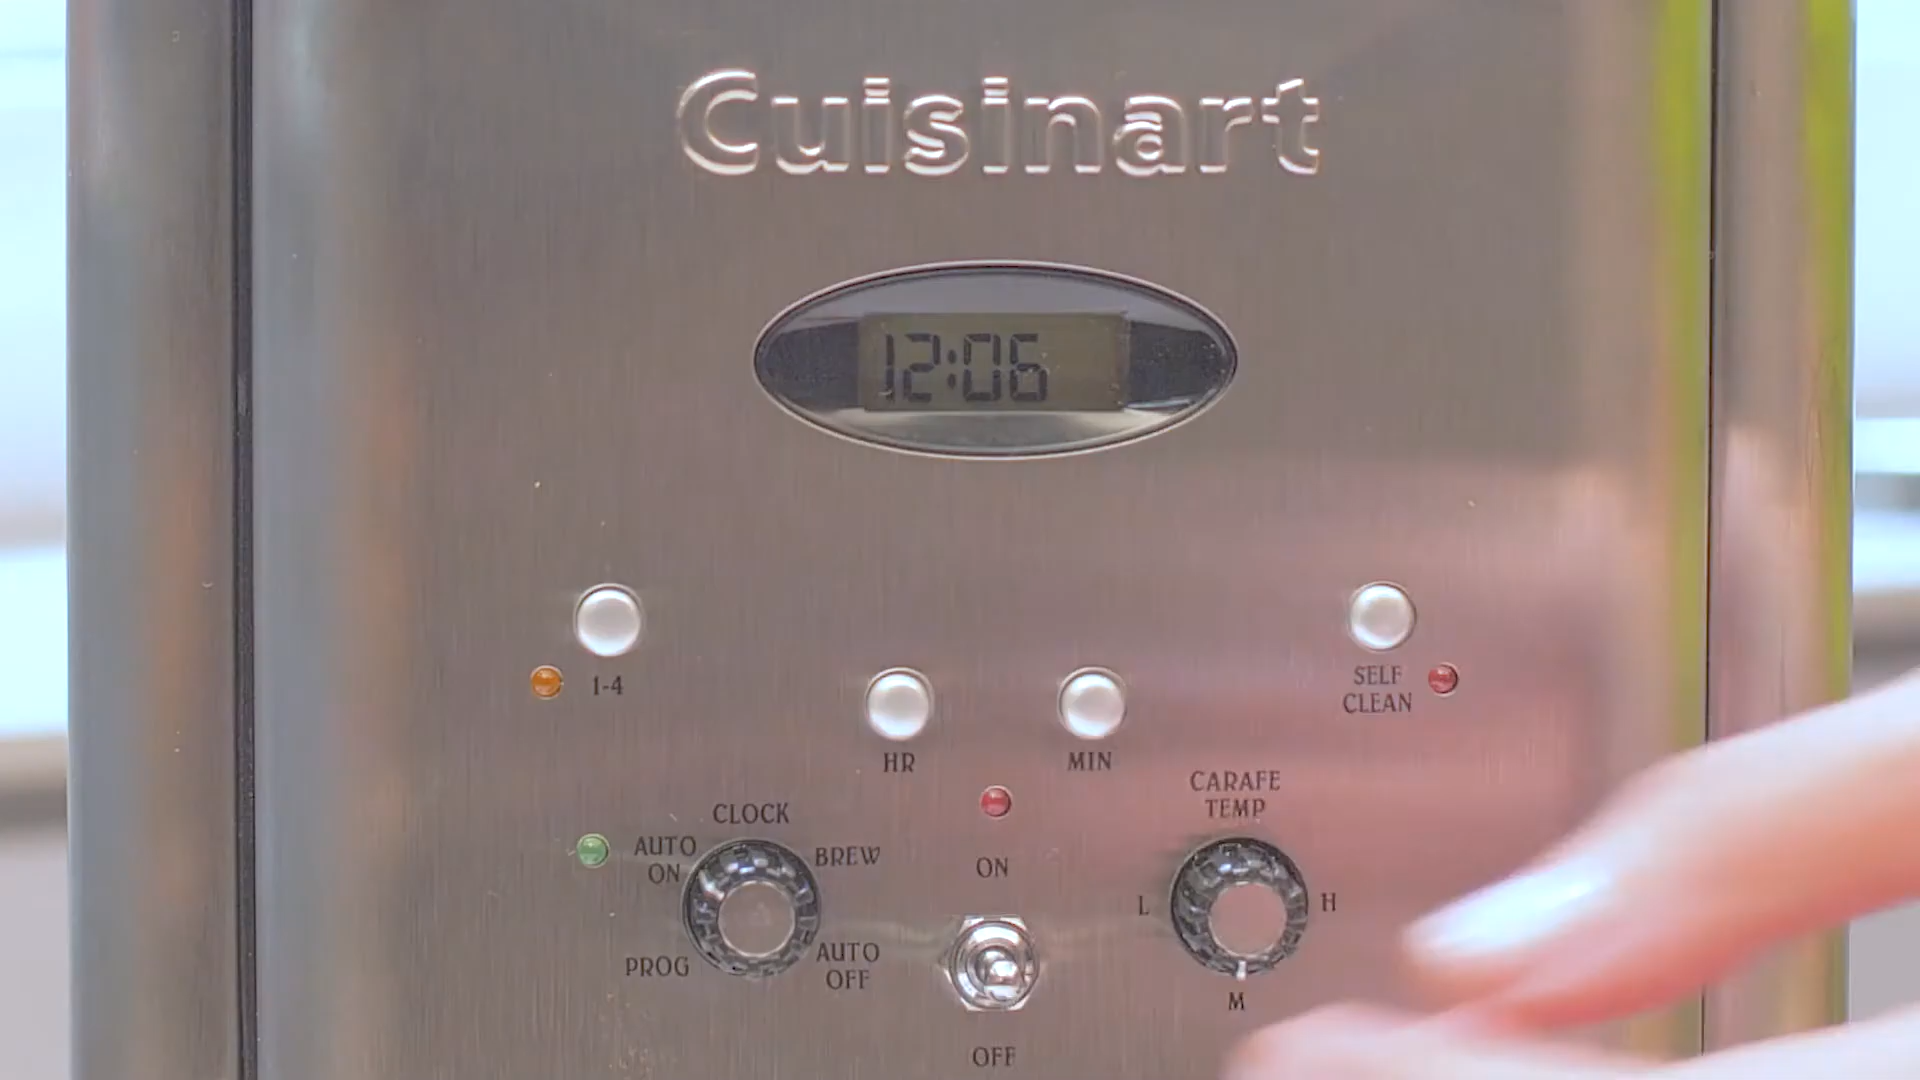 Cuisinart
12:06
1-4
SELF
CLEAN
HR
MIN
CARAFE
TEMP
CLOCK
AUTO
ON
BREW
ON
L
H
PROG
AUTO
OFF
M
OFF